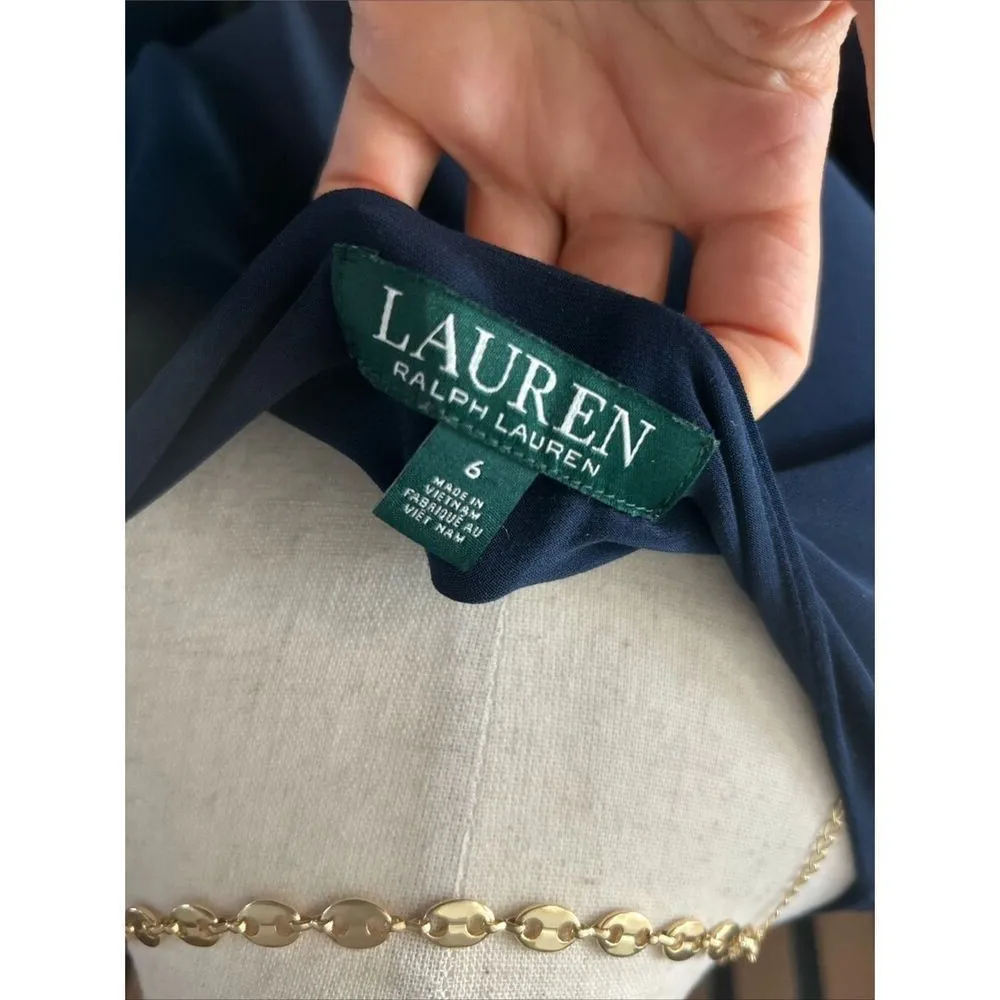 LAUREN
RALPH LAUREN
6
MADE IN
VIETNAM
FABRIQUÉ AU
VIET NAM